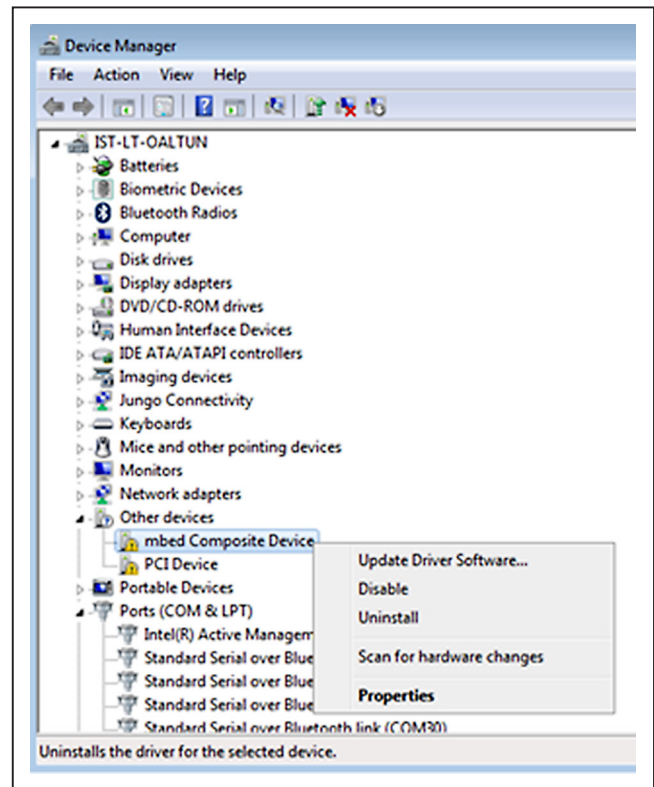 Device Manager
File Action View Help
IST-LT-OALTUN
Batteries
Biometric Devices
Bluetooth Radios
Computer
Disk drives
Display adapters
DVD/CD-ROM drives
Human Interface Devices
IDE ATA/ATAPI controllers
Imaging devices
Jungo Connectivity
Keyboards
Mice and other pointing devices
Monitors
Network adapters
Other devices
mbed Composite Device
PCI Device
Portable Devices
Ports (COM & LPT)
Intel(R) Active Managem
Standard Serial over Blue
Standard Serial over Blue
Standard Serial over Blue
Standard Serial over Bluetooth link (COM30)
Update Driver Software...
Disable
Uninstall
Scan for hardware changes
Properties
Uninstalls the driver for the selected device.